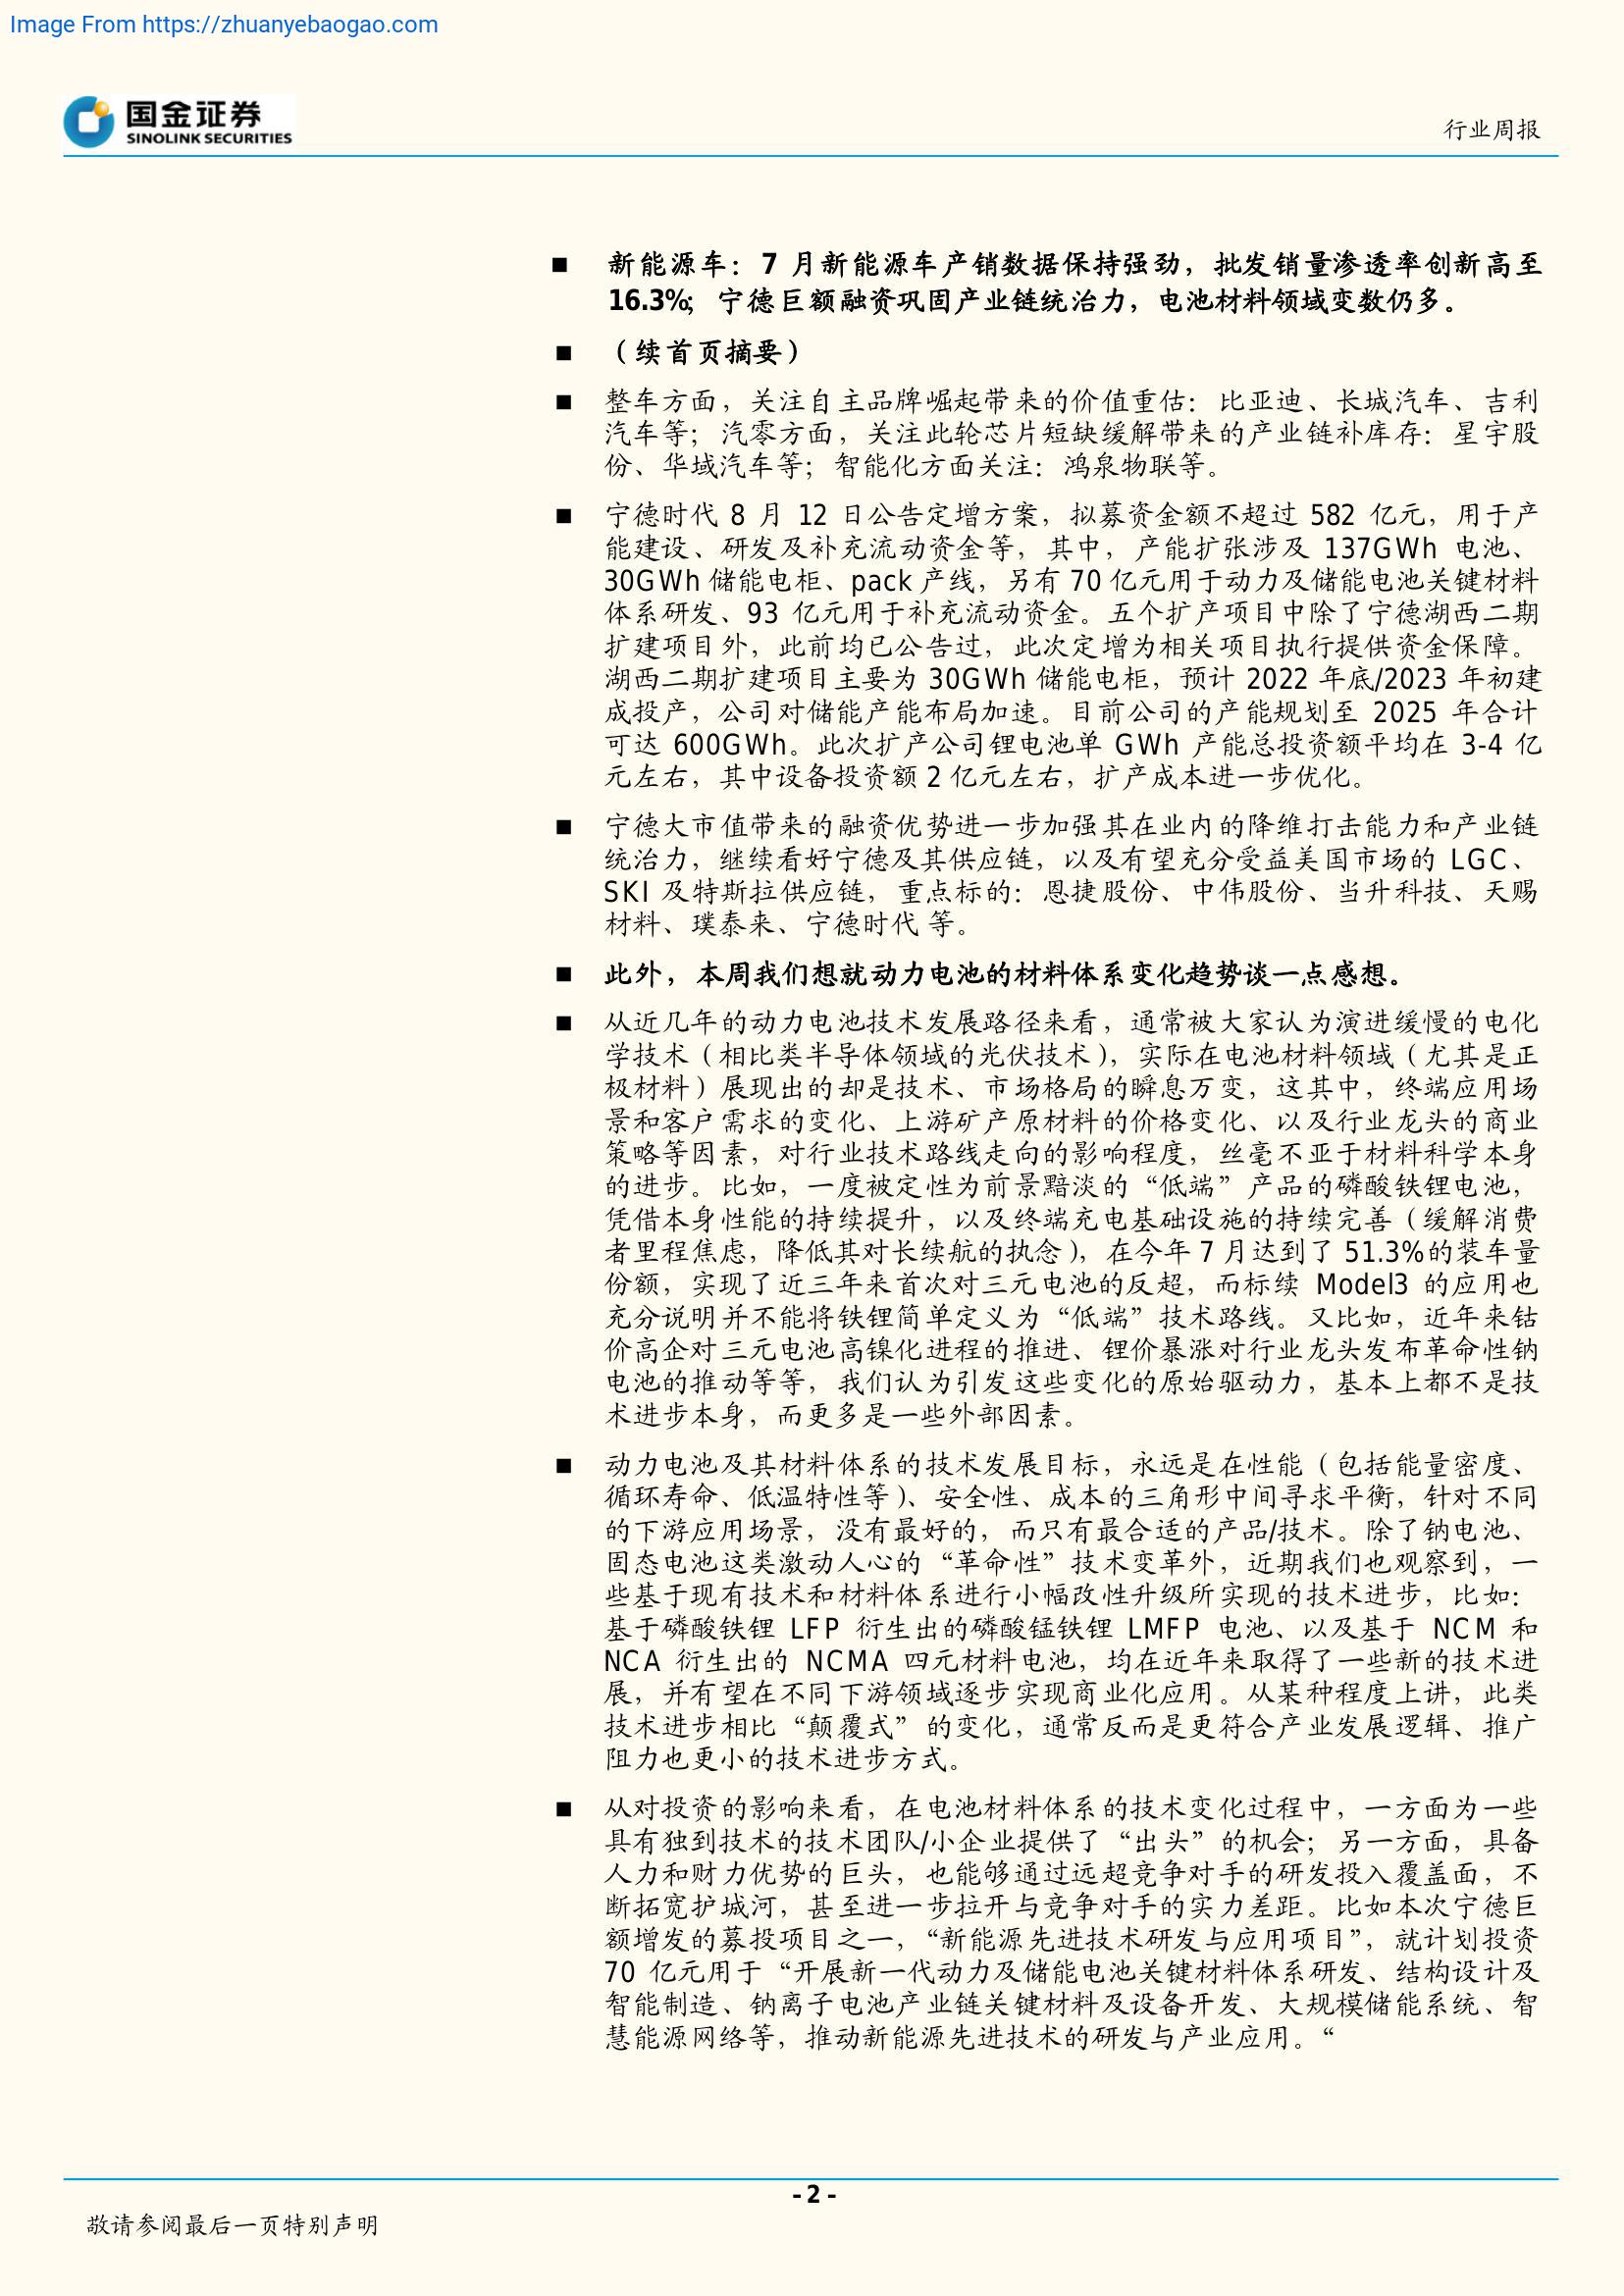 Image From https://zhuanyebaogao.com
国金证券
SINOLINK SECURITIES
行业周报
■ 新能源车：7 月新能源车产销数据保持强劲，批发销量渗透率创新高至
16.3%；宁德巨额融资巩固产业链统治力，电池材料领域变数仍多。
■ （续首页摘要）
■ 整车方面，关注自主品牌崛起带来的价值重估：比亚迪、长城汽车、吉利
汽车等；汽零方面，关注此轮芯片短缺缓解带来的产业链补库存：星宇股
份、华域汽车等；智能化方面关注：鸿泉物联等。
■ 宁德时代 8 月 12 日公告定增方案，拟募资金额不超过 582 亿元，用于产
能建设、研发及补充流动资金等，其中，产能扩张涉及 137GWh 电池、
30GWh 储能电柜、pack 产线，另有 70 亿元用于动力及储能电池关键材料
体系研发、93 亿元用于补充流动资金。五个扩产项目中除了宁德湖西二期
扩建项目外，此前均已公告过，此次定增为相关项目执行提供资金保障。
湖西二期扩建项目主要为 30GWh 储能电柜，预计 2022 年底/2023 年初建
成投产，公司对储能产能布局加速。目前公司的产能规划至 2025 年合计
可达 600GWh。此次扩产公司锂电池单 GWh 产能总投资额平均在 3-4 亿
元左右，其中设备投资额 2 亿元左右，扩产成本进一步优化。
■ 宁德大市值带来的融资优势进一步加强其在业内的降维打击能力和产业链
统治力，继续看好宁德及其供应链，以及有望充分受益美国市场的 LGC、
SKI 及特斯拉供应链，重点标的：恩捷股份、中伟股份、当升科技、天赐
材料、璞泰来、宁德时代 等。
■ 此外，本周我们想就动力电池的材料体系变化趋势谈一点感想。
■ 从近几年的动力电池技术发展路径来看，通常被大家认为演进缓慢的电化
学技术（相比类半导体领域的光伏技术），实际在电池材料领域（尤其是正
极材料）展现出的却是技术、市场格局的瞬息万变，这其中，终端应用场
景和客户需求的变化、上游矿产原材料的价格变化、以及行业龙头的商业
策略等因素，对行业技术路线走向的影响程度，丝毫不亚于材料科学本身
的进步。比如，一度被定性为前景黯淡的“低端”产品的磷酸铁锂电池，
凭借本身性能的持续提升，以及终端充电基础设施的持续完善（缓解消费
者里程焦虑，降低其对长续航的执念），在今年 7 月达到了 51.3%的装车量
份额，实现了近三年来首次对三元电池的反超，而标续 Model3 的应用也
充分说明并不能将铁锂简单定义为“低端”技术路线。又比如，近年来钴
价高企对三元电池高镍化进程的推进、锂价暴涨对行业龙头发布革命性钠
电池的推动等等，我们认为引发这些变化的原始驱动力，基本上都不是技
术进步本身，而更多是一些外部因素。
■ 动力电池及其材料体系的技术发展目标，永远是在性能（包括能量密度、
循环寿命、低温特性等）、安全性、成本的三角形中间寻求平衡，针对不同
的下游应用场景，没有最好的，而只有最合适的产品/技术。除了钠电池、
固态电池这类激动人心的“革命性”技术变革外，近期我们也观察到，一
些基于现有技术和材料体系进行小幅改性升级所实现的技术进步，比如：
基于磷酸铁锂 LFP 衍生出的磷酸锰铁锂 LMFP 电池、以及基于 NCM 和
NCA 衍生出的 NCMA 四元材料电池，均在近年来取得了一些新的技术进
展，并有望在不同下游领域逐步实现商业化应用。从某种程度上讲，此类
技术进步相比“颠覆式”的变化，通常反而是更符合产业发展逻辑、推广
阻力也更小的技术进步方式。
■ 从对投资的影响来看，在电池材料体系的技术变化过程中，一方面为一些
具有独到技术的技术团队/小企业提供了“出头”的机会；另一方面，具备
人力和财力优势的巨头，也能够通过远超竞争对手的研发投入覆盖面，不
断拓宽护城河，甚至进一步拉开与竞争对手的实力差距。比如本次宁德巨
额增发的募投项目之一，“新能源先进技术研发与应用项目”，就计划投资
70 亿元用于“开展新一代动力及储能电池关键材料体系研发、结构设计及
智能制造、钠离子电池产业链关键材料及设备开发、大规模储能系统、智
慧能源网络等，推动新能源先进技术的研发与产业应用。“
- 2 -
敬请参阅最后一页特别声明